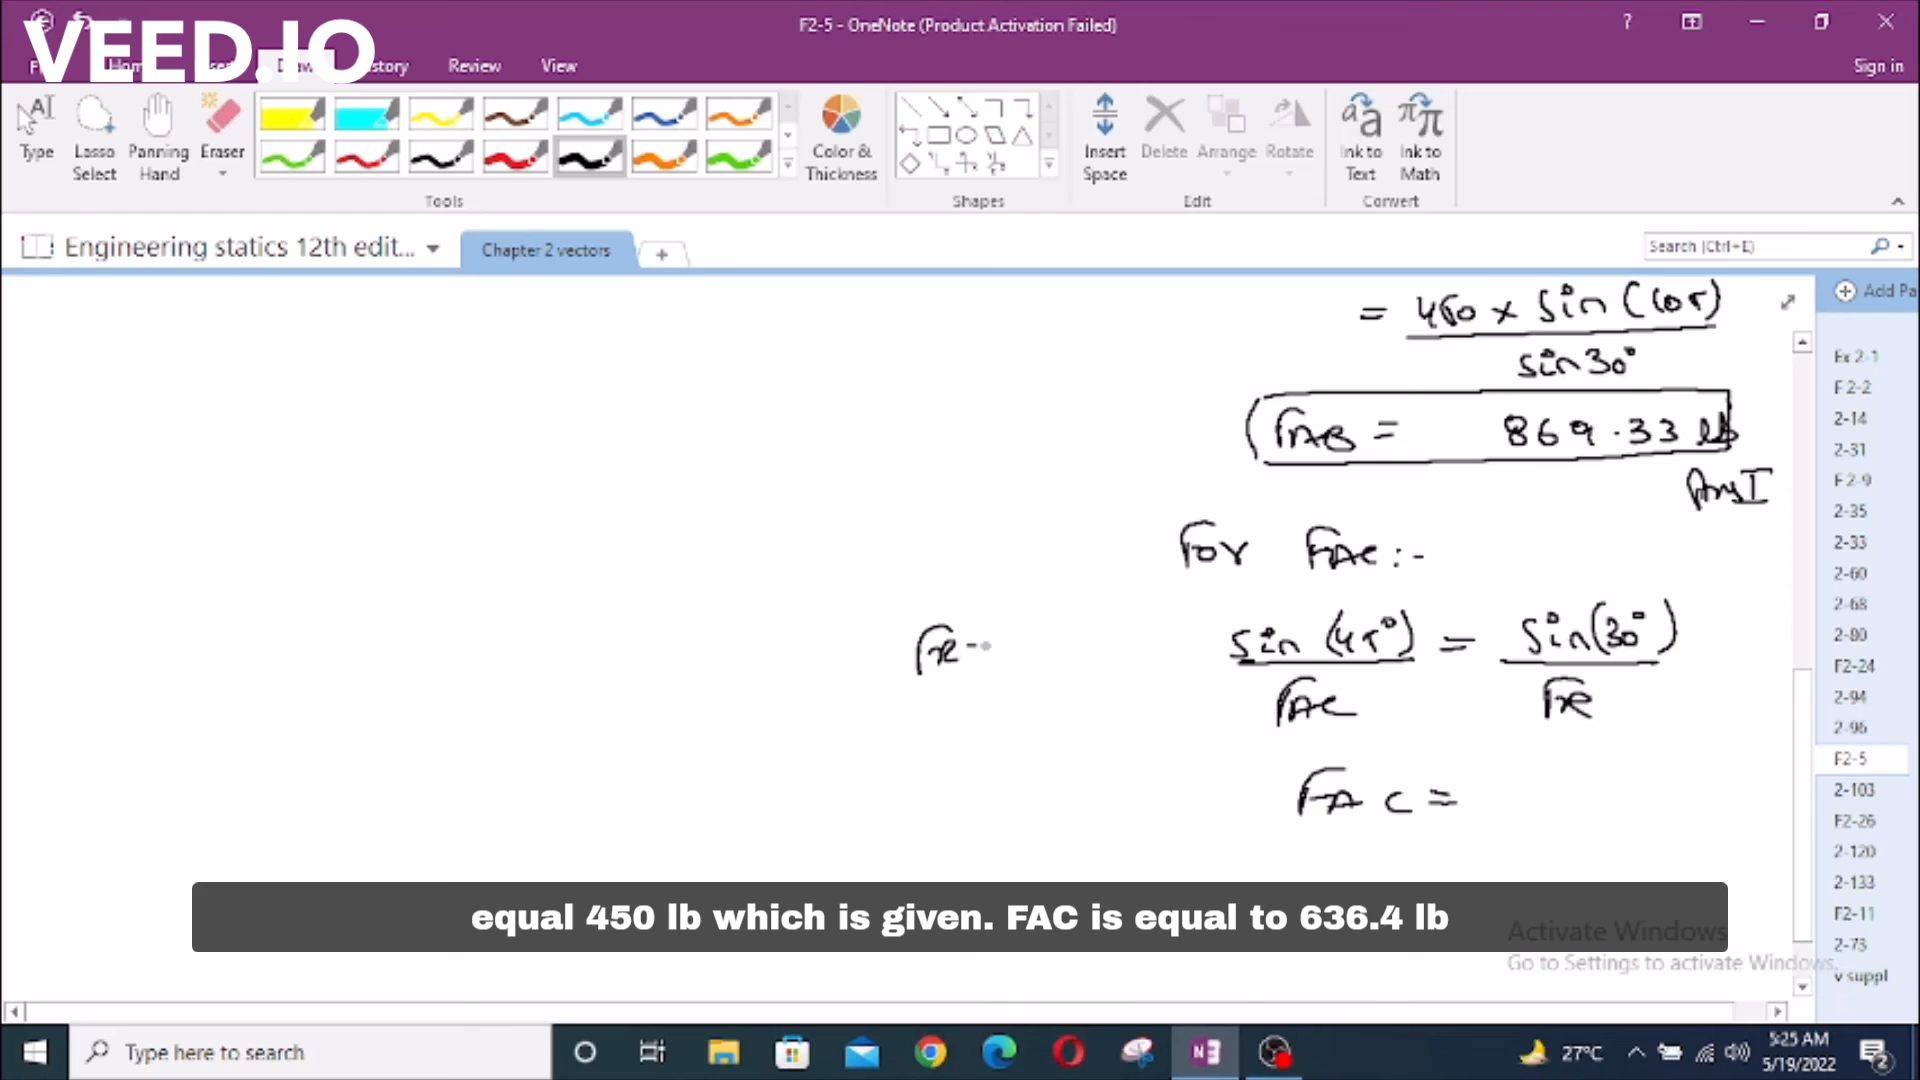 VEED.IO
F2-5 - OneNote (Product Activation Failed)
Review View
Sign in
Type
Lasso Select
Panning Hand
Eraser
Color & Thickness
Insert Space
Delete
Arrange
Rotate
Ink to Text
Ink to Math
Tools
Shapes
Edit
Convert
Engineering statics 12th edit...
Chapter 2 vectors
Search (Ctrl+E)
Add Pa
Ex 2-1
F 2-2
2-14
2-31
F 2-9
2-35
2-33
2-60
2-68
2-80
F2-24
2-94
2-96
F2-5
2-103
F2-26
2-120
2-133
F2-11
2-73
v suppl
= 450 × sin (105)
sin30°
FAB = 869.33 lb
Ans I
For FAC:-
sin (45°) = sin(30°)
FAC FR
FR -
FAC =
equal 450 lb which is given. FAC is equal to 636.4 lb
Activate Windows
Go to Settings to activate Windows.
Type here to search
27°C
5:25 AM
5/19/2022
2